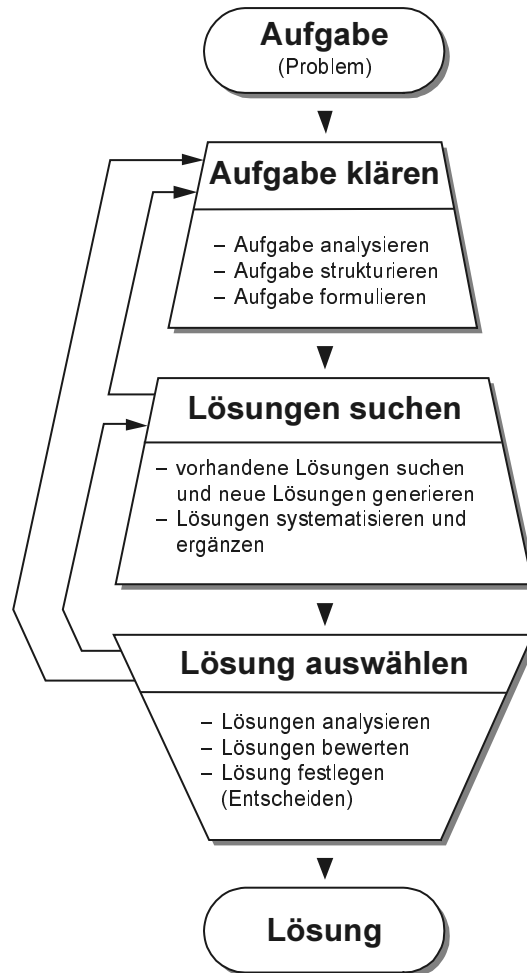 Aufgabe
(Problem)
Aufgabe klären
– Aufgabe analysieren
– Aufgabe strukturieren
– Aufgabe formulieren
Lösungen suchen
– vorhandene Lösungen suchen
und neue Lösungen generieren
– Lösungen systematisieren und
ergänzen
Lösung auswählen
– Lösungen analysieren
– Lösungen bewerten
– Lösung festlegen
(Entscheiden)
Lösung